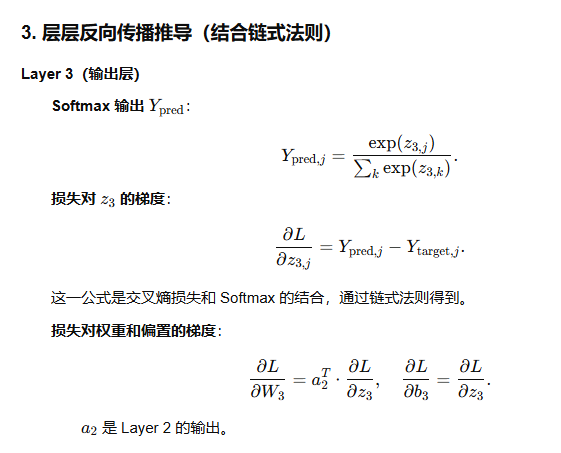 3. 层层反向传播推导（结合链式法则）
Layer 3（输出层）
Softmax 输出 $Y_{\text{pred}}$：
$Y_{\text{pred},j} = \frac{\exp(z_{3,j})}{\sum_k \exp(z_{3,k})}.$
损失对 $z_3$ 的梯度：
$\frac{\partial L}{\partial z_{3,j}} = Y_{\text{pred},j} - Y_{\text{target},j}.$
这一公式是交叉熵损失和 Softmax 的结合，通过链式法则得到。
损失对权重和偏置的梯度：
$\frac{\partial L}{\partial W_3} = a_2^T \cdot \frac{\partial L}{\partial z_3}, \quad \frac{\partial L}{\partial b_3} = \frac{\partial L}{\partial z_3}.$
$a_2$ 是 Layer 2 的输出。